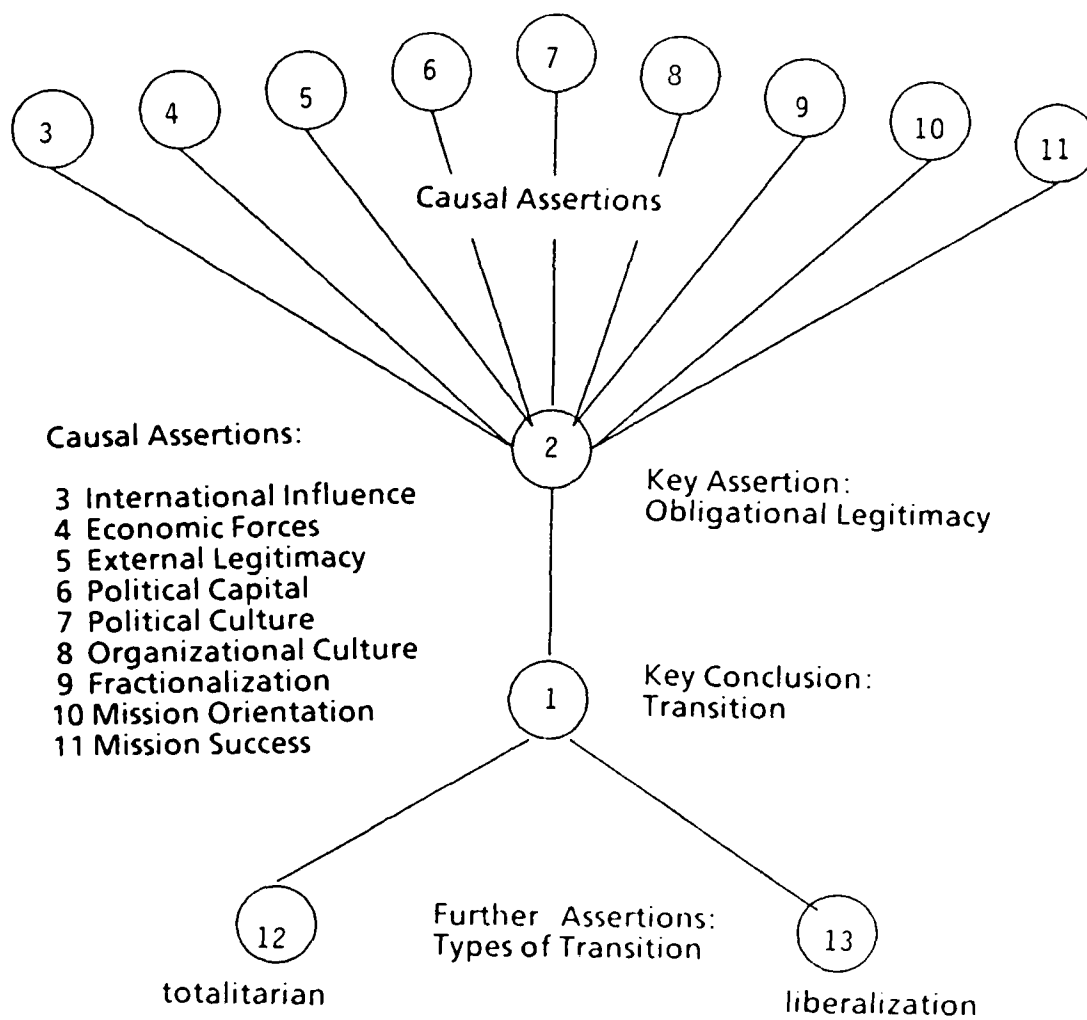 7
6
8
5
9
4
10
3
11
Causal Assertions
2
Causal Assertions:
3 International Influence
4 Economic Forces
5 External Legitimacy
6 Political Capital
7 Political Culture
8 Organizational Culture
9 Fractionalization
10 Mission Orientation
11 Mission Success
Key Assertion:
Obligational Legitimacy
1
Key Conclusion:
Transition
12
totalitarian
Further Assertions:
Types of Transition
13
liberalization